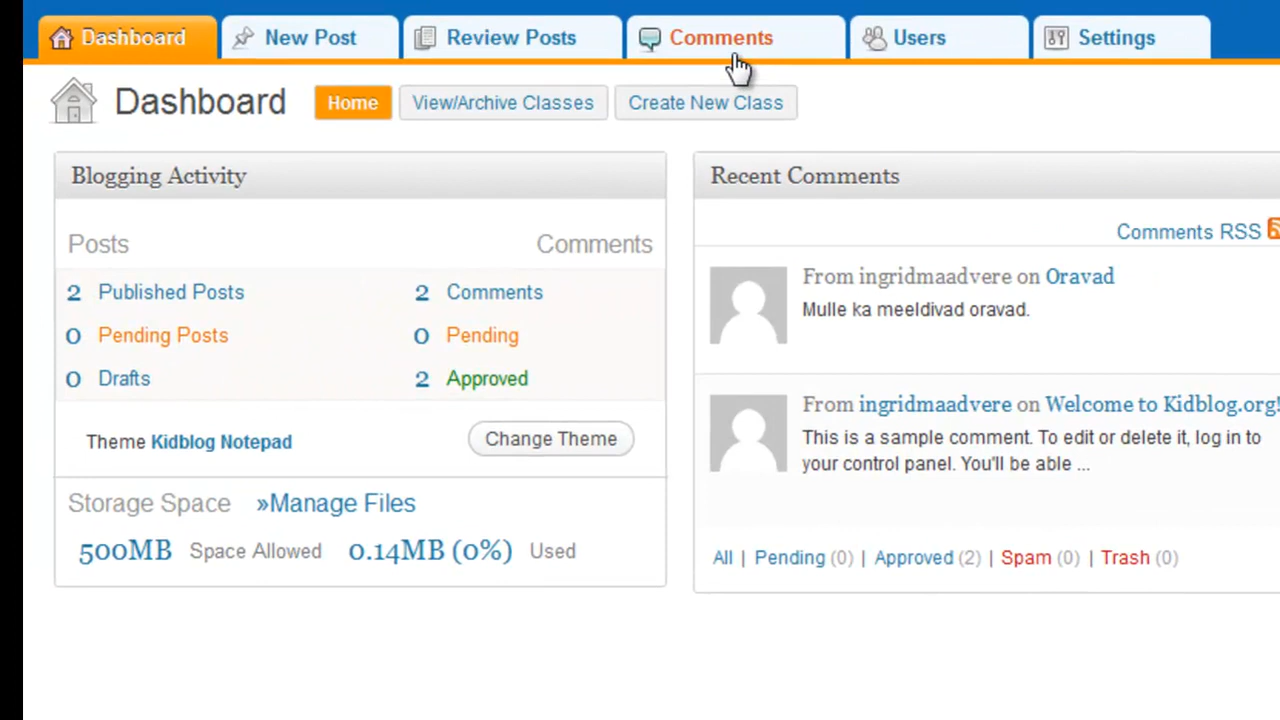 Dashboard New Post Review Posts Comments Users Settings
Dashboard Home View/Archive Classes Create New Class
Blogging Activity
Posts Comments
2 Published Posts 2 Comments
0 Pending Posts 0 Pending
0 Drafts 2 Approved
Theme Kidblog Notepad Change Theme
Storage Space »Manage Files
500MB Space Allowed 0.14MB (0%) Used
Recent Comments
Comments RSS
From ingridmaadvere on Oravad
Mulle ka meeldivad oravad.
From ingridmaadvere on Welcome to Kidblog.org!
This is a sample comment. To edit or delete it, log in to
your control panel. You'll be able ...
All | Pending (0) | Approved (2) | Spam (0) | Trash (0)